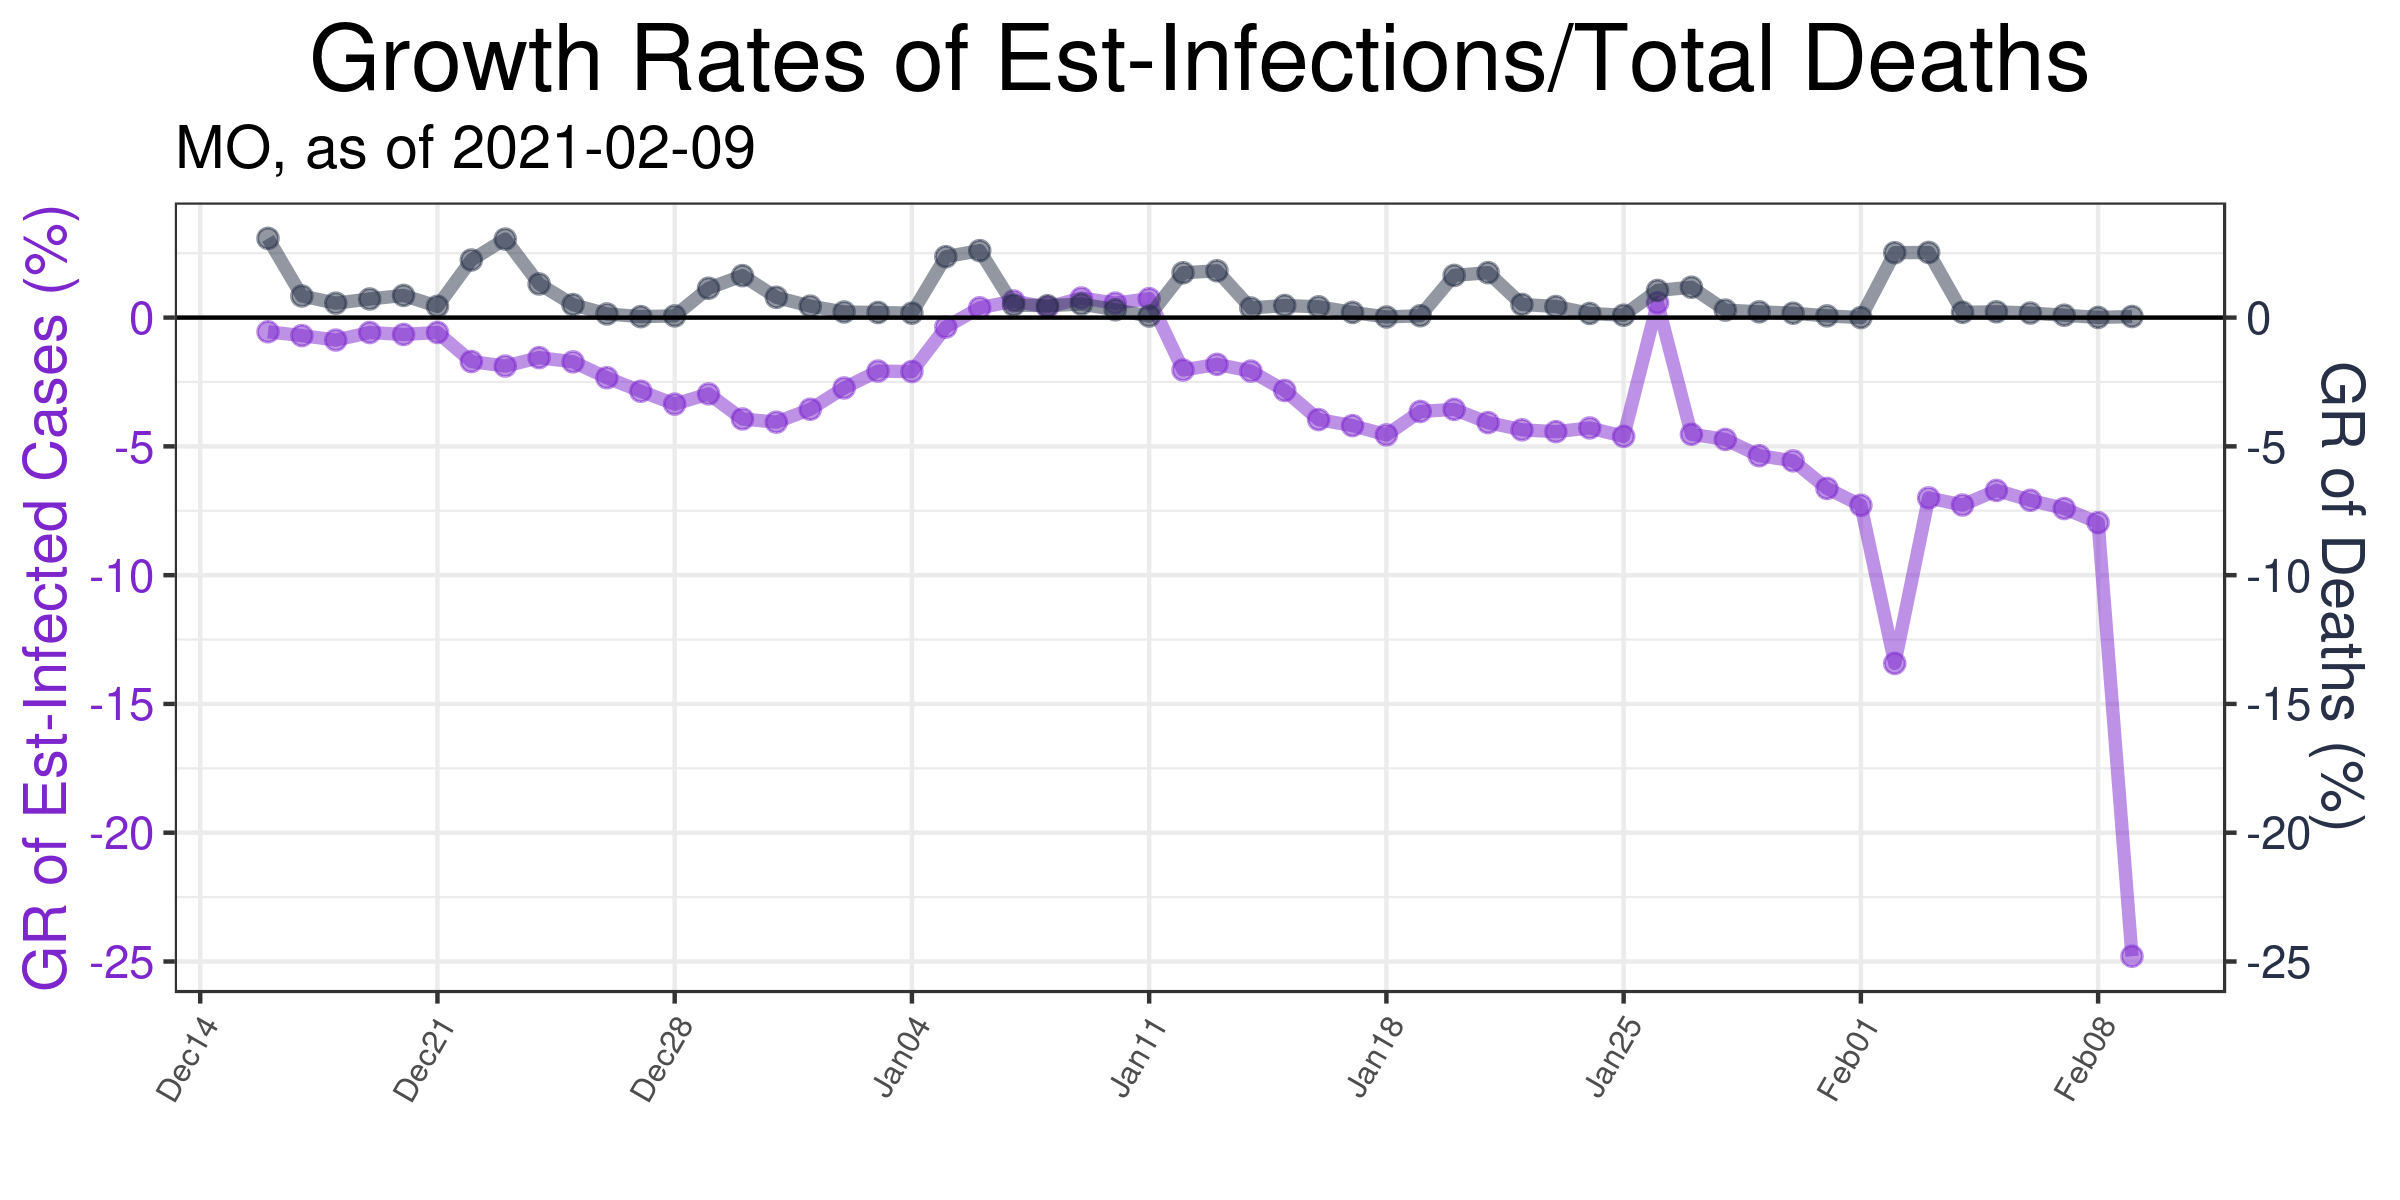 Growth Rates of Est-Infections/Total Deaths
MO, as of 2021-02-09
GR of Est-Infected Cases (%)
0
-5
-10
-15
-20
-25
0
-5
-10
-15
-20
-25
GR of Deaths (%)
Dec14
Dec21
Dec28
Jan04
Jan11
Jan18
Jan25
Feb01
Feb08